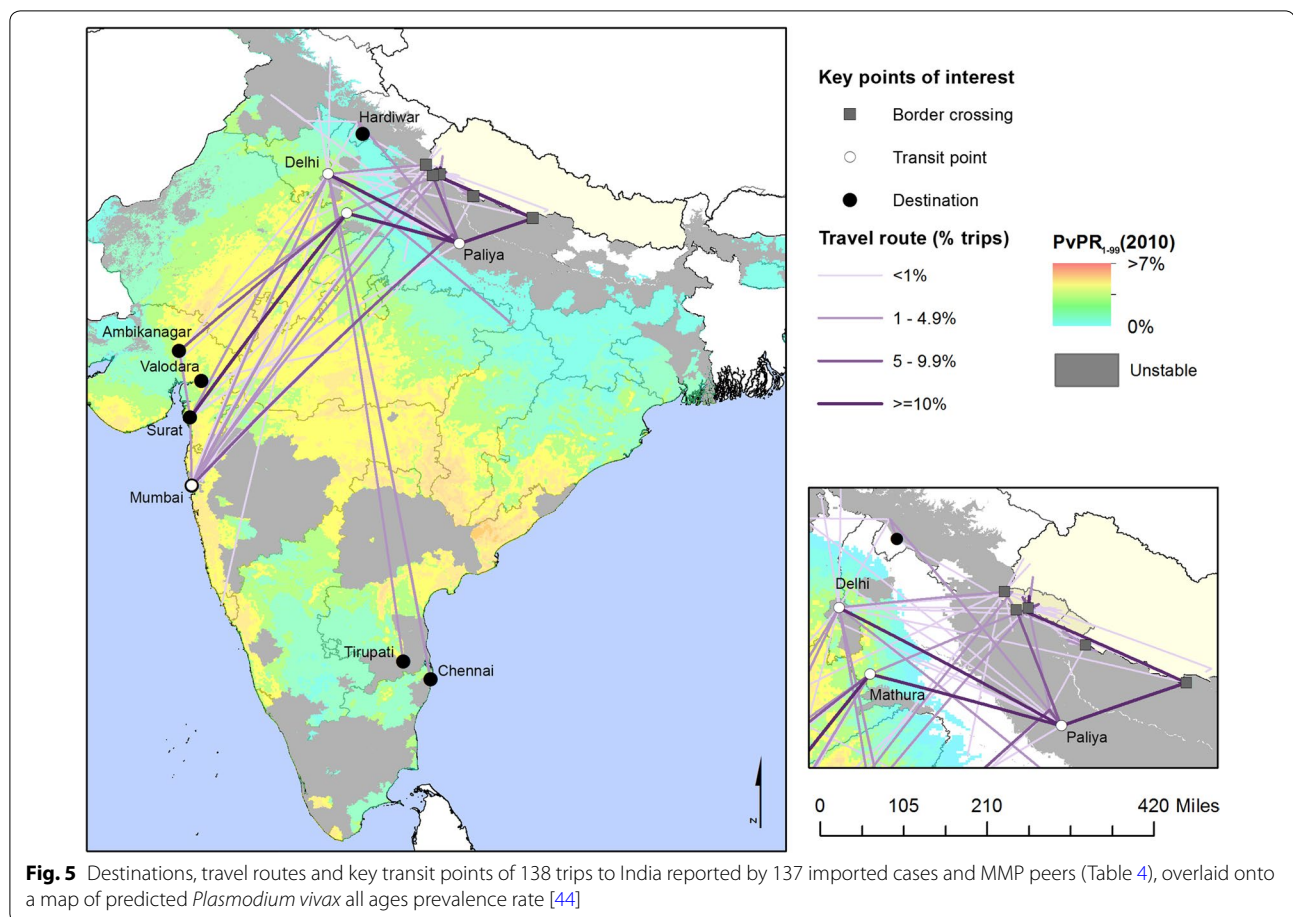 Hardiwar
Delhi
Paliya
Ambikanagar
Valodara
Surat
Mumbai
Tirupati
Chennai
N
Key points of interest
Border crossing
Transit point
Destination
Travel route (% trips)
<1%
1 - 4.9%
5 - 9.9%
>=10%
PvPR1-99(2010)
>7%
0%
Unstable
Delhi
Mathura
Paliya
0 105 210 420 Miles
Fig. 5 Destinations, travel routes and key transit points of 138 trips to India reported by 137 imported cases and MMP peers (Table 4), overlaid onto
a map of predicted Plasmodium vivax all ages prevalence rate [44]